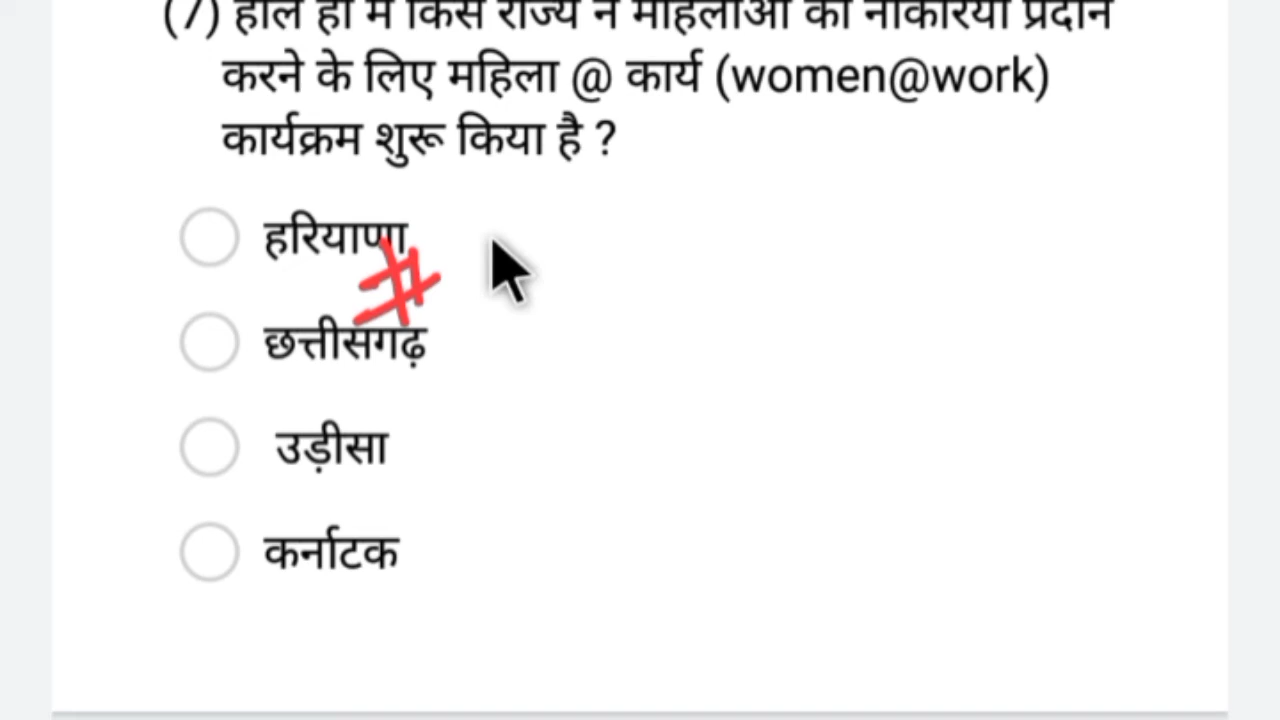 (7) हाल ही में किस राज्य ने महिलाओं को नौकरियां प्रदान
करने के लिए महिला @ कार्य (women@work)
कार्यक्रम शुरू किया है ?
हरियाणा
छत्तीसगढ़
उड़ीसा
कर्नाटक